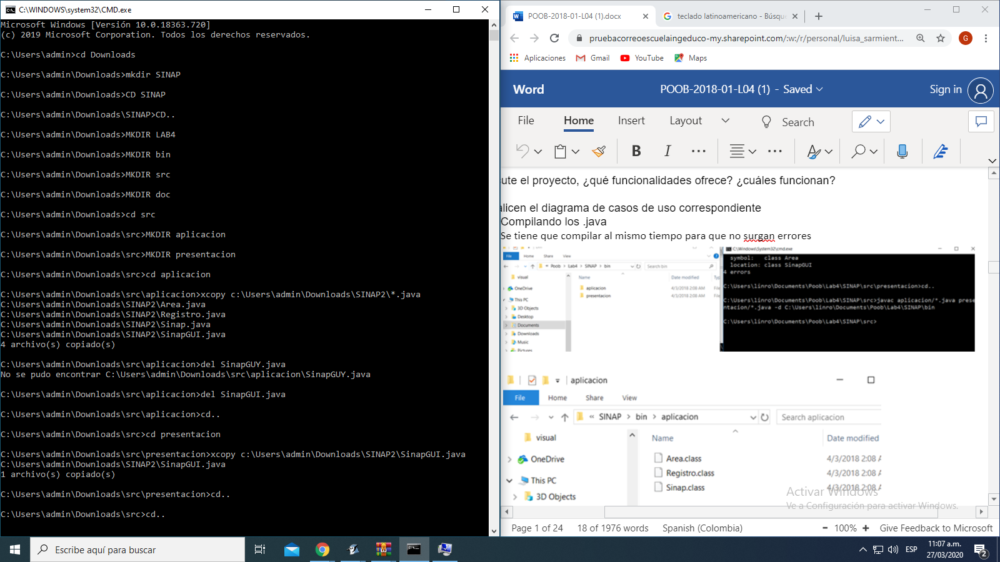 C:\WINDOWS\system32\CMD.exe
Microsoft Windows [Versión 10.0.18363.720]
(c) 2019 Microsoft Corporation. Todos los derechos reservados.
C:\Users\admin>cd Downloads
C:\Users\admin\Downloads>mkdir SINAP
C:\Users\admin\Downloads>CD SINAP
C:\Users\admin\Downloads\SINAP>CD..
C:\Users\admin\Downloads>MKDIR LAB4
C:\Users\admin\Downloads>MKDIR bin
C:\Users\admin\Downloads>MKDIR src
C:\Users\admin\Downloads>MKDIR doc
C:\Users\admin\Downloads>cd src
C:\Users\admin\Downloads\src>MKDIR aplicacion
C:\Users\admin\Downloads\src>MKDIR presentacion
C:\Users\admin\Downloads\src>cd aplicacion
C:\Users\admin\Downloads\src\aplicacion>xcopy c:\Users\admin\Downloads\SINAP2\*.java
C:\Users\admin\Downloads\SINAP2\Area.java
C:\Users\admin\Downloads\SINAP2\Registro.java
C:\Users\admin\Downloads\SINAP2\Sinap.java
C:\Users\admin\Downloads\SINAP2\SinapGUI.java
4 archivo(s) copiado(s)
C:\Users\admin\Downloads\src\aplicacion>del SinapGUY.java
No se pudo encontrar C:\Users\admin\Downloads\src\aplicacion\SinapGUY.java
C:\Users\admin\Downloads\src\aplicacion>del SinapGUI.java
C:\Users\admin\Downloads\src\aplicacion>cd..
C:\Users\admin\Downloads\src>cd presentacion
C:\Users\admin\Downloads\src\presentacion>xcopy c:\Users\admin\Downloads\SINAP2\SinapGUI.java
C:\Users\admin\Downloads\SINAP2\SinapGUI.java
1 archivo(s) copiado(s)
C:\Users\admin\Downloads\src\presentacion>cd..
C:\Users\admin\Downloads\src>cd..
POOB-2018-01-L04 (1).docx
teclado latinoamericano - Búsqu
pruebacorreoescuelaingeduco-my.sharepoint.com/:w:/r/personal/luisa_sarmient...
G
Aplicaciones Gmail YouTube Maps
Word POOB-2018-01-L04 (1) - Saved Sign in
File Home Insert Layout Search
B I
ute el proyecto, ¿qué funcionalidades ofrece? ¿cuáles funcionan?
licen el diagrama de casos de uso correspondiente
Compilando los .java
Se tiene que compilar al mismo tiempo para que no surgan errores
File Home Share View
Poob > Lab4 > SINAP > bin Search bin
visual
OneDrive
This PC
3D Objects
Desktop
Documents
Downloads
Music
Pictures
Name Date modified
aplicacion 4/3/2018 2:08 AM File
presentacion 4/3/2018 2:08 AM File
C:\Windows\System32\cmd.exe
symbol: class Area
location: class SinapGUI
4 errors
C:\Users\linro\Documents\Poob\Lab4\SINAP\src\presentacion>cd..
C:\Users\linro\Documents\Poob\Lab4\SINAP\src>javac aplicacion/*.java prese
ntacion/*.java -d C:\Users\linro\Documents\Poob\Lab4\SINAP\bin
C:\Users\linro\Documents\Poob\Lab4\SINAP\src>
aplicacion
File Home Share View
« SINAP > bin > aplicacion Search aplicacion
visual
OneDrive
This PC
3D Objects
Name Date modified
Area.class 4/3/2018 2:08 A
Registro.class 4/3/2018 2:08 A
Sinap.class 4/3/2018 2:08 A
Activar Windows
Ve a Configuración para activar Windows.
Page 1 of 24 18 of 1976 words Spanish (Colombia) 100% Give Feedback to Microsoft
Escribe aquí para buscar
ESP
11:07 a.m.
27/03/2020
2